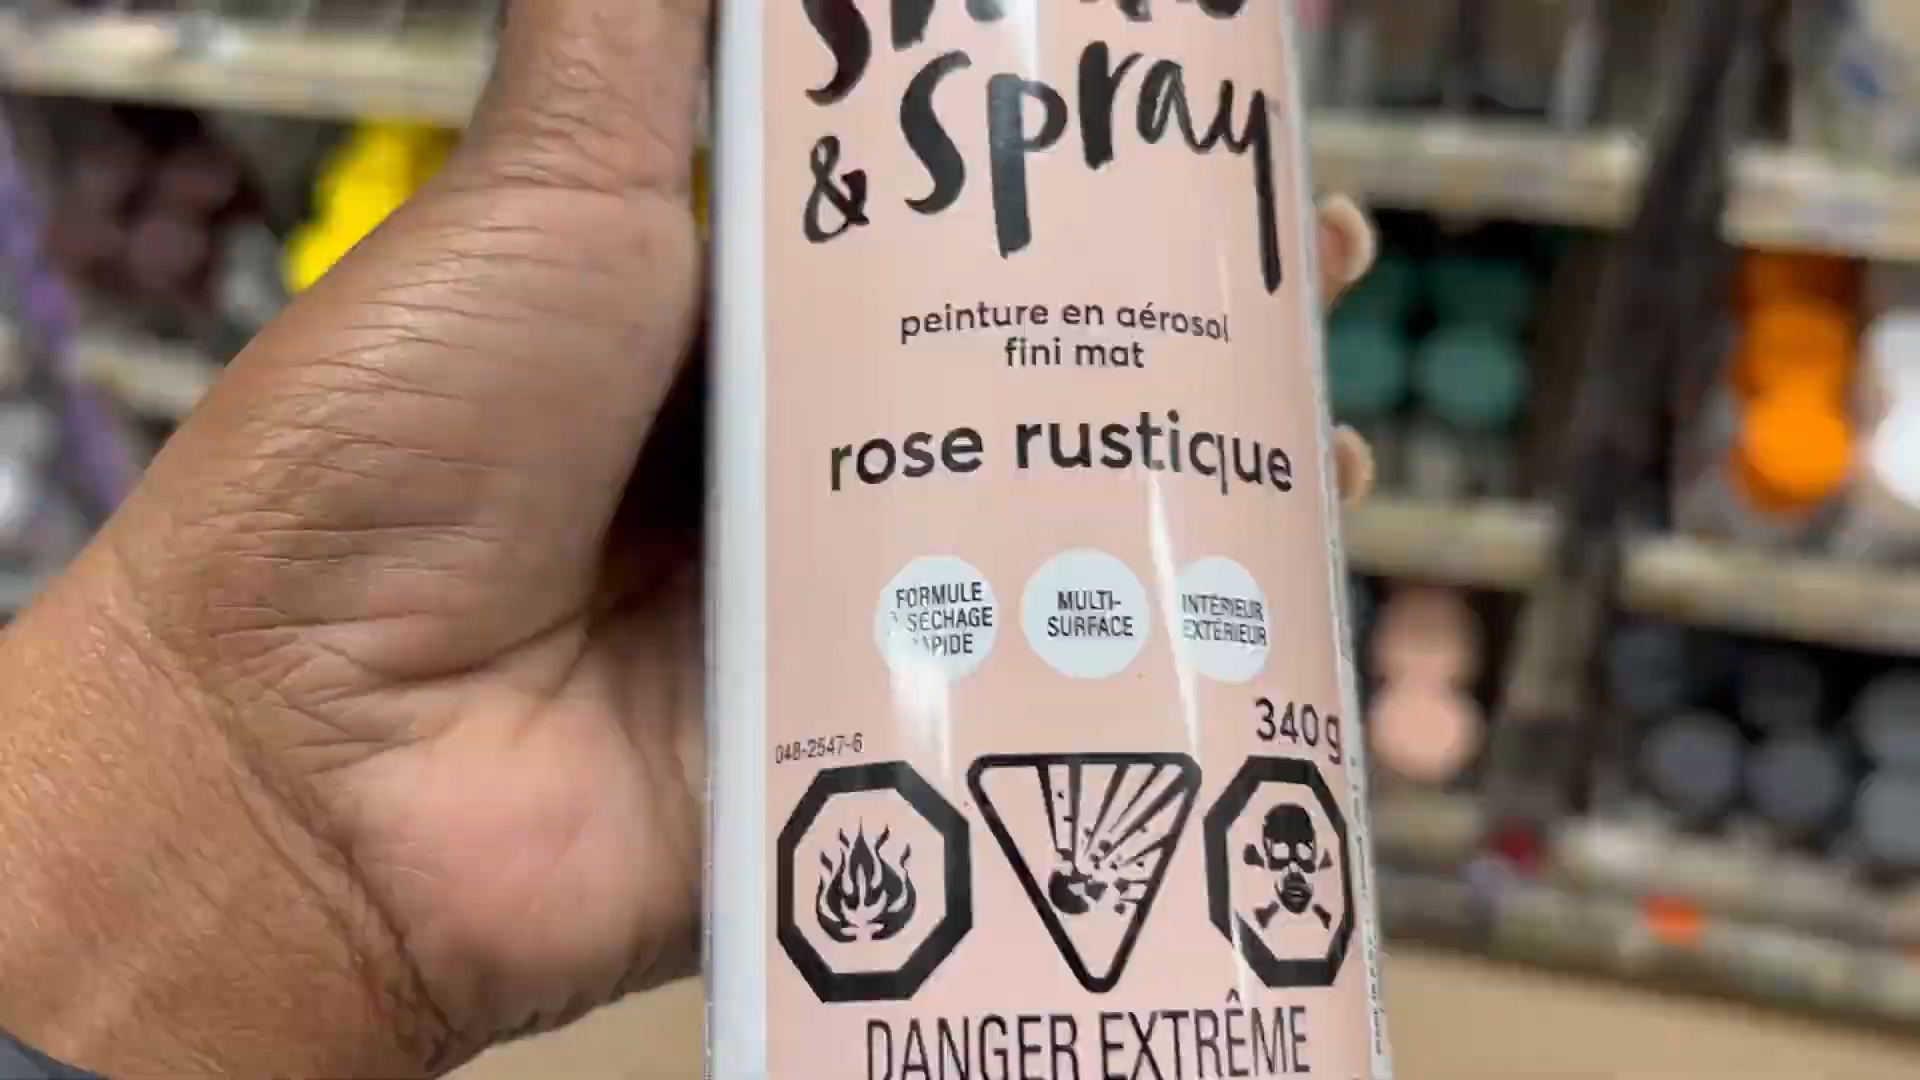 & Spray
peinture en aérosol
fini mat
rose rustique
FORMULE
SÉCHAGE
MULTI-
SURFACE
INTÉRIEUR
EXTÉRIEUR
340 g
048-2547-6
DANGER EXTRÊME